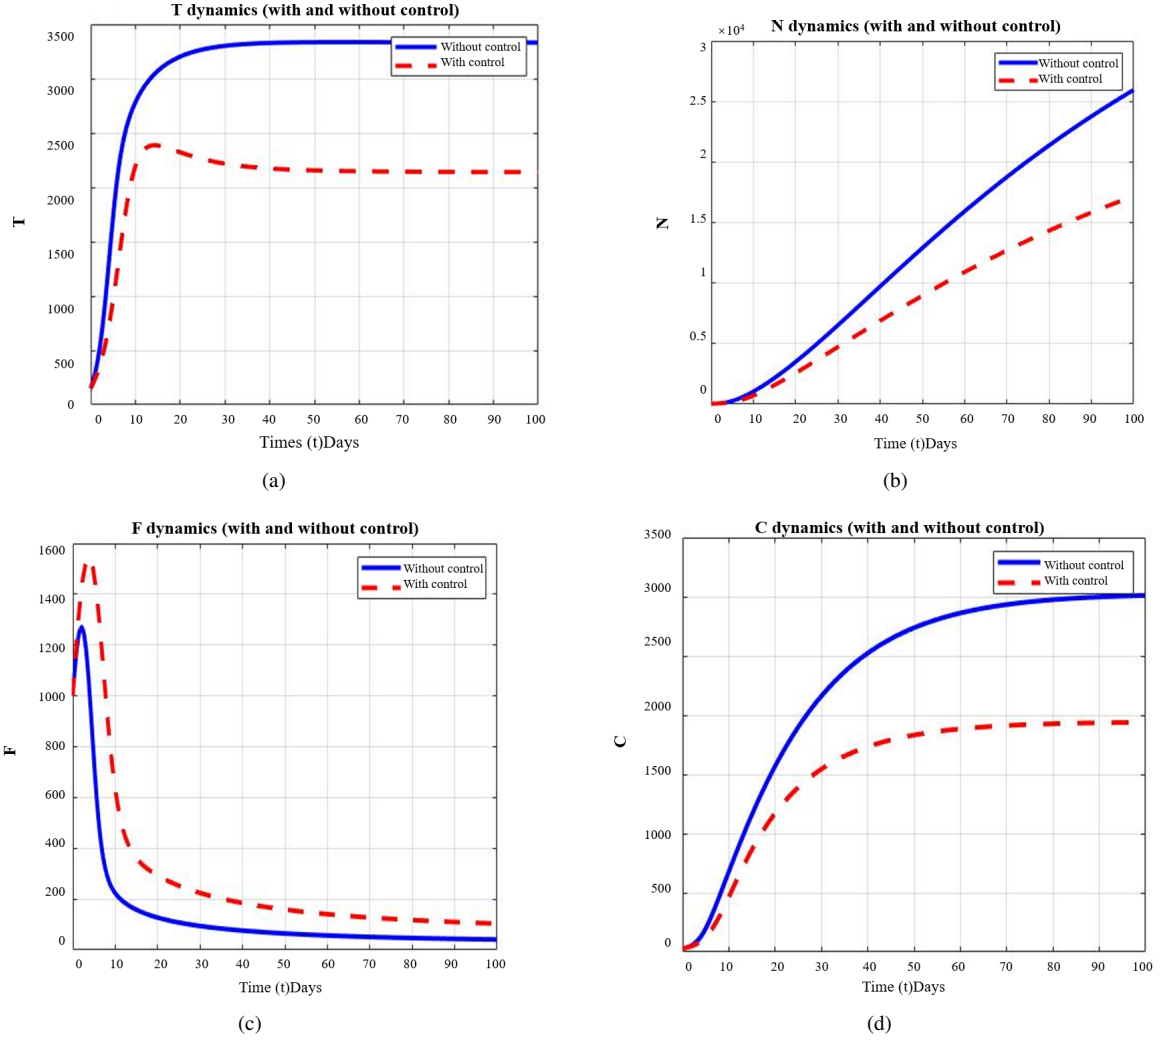 T dynamics (with and without control)
3500
3000
2500
2000
1500
1000
500
0
T
Without control
With control
0 10 20 30 40 50 60 70 80 90 100
Times (t)Days
(a)
N dynamics (with and without control)
×10⁴
3
2.5
2
1.5
1
0.5
0
N
Without control
With control
0 10 20 30 40 50 60 70 80 90 100
Time (t)Days
(b)
F dynamics (with and without control)
1600
1400
1200
1000
800
600
400
200
0
F
Without control
With control
0 10 20 30 40 50 60 70 80 90 100
Time (t)Days
(c)
C dynamics (with and without control)
3500
3000
2500
2000
1500
1000
500
0
C
Without control
With control
0 10 20 30 40 50 60 70 80 90 100
Time (t)Days
(d)